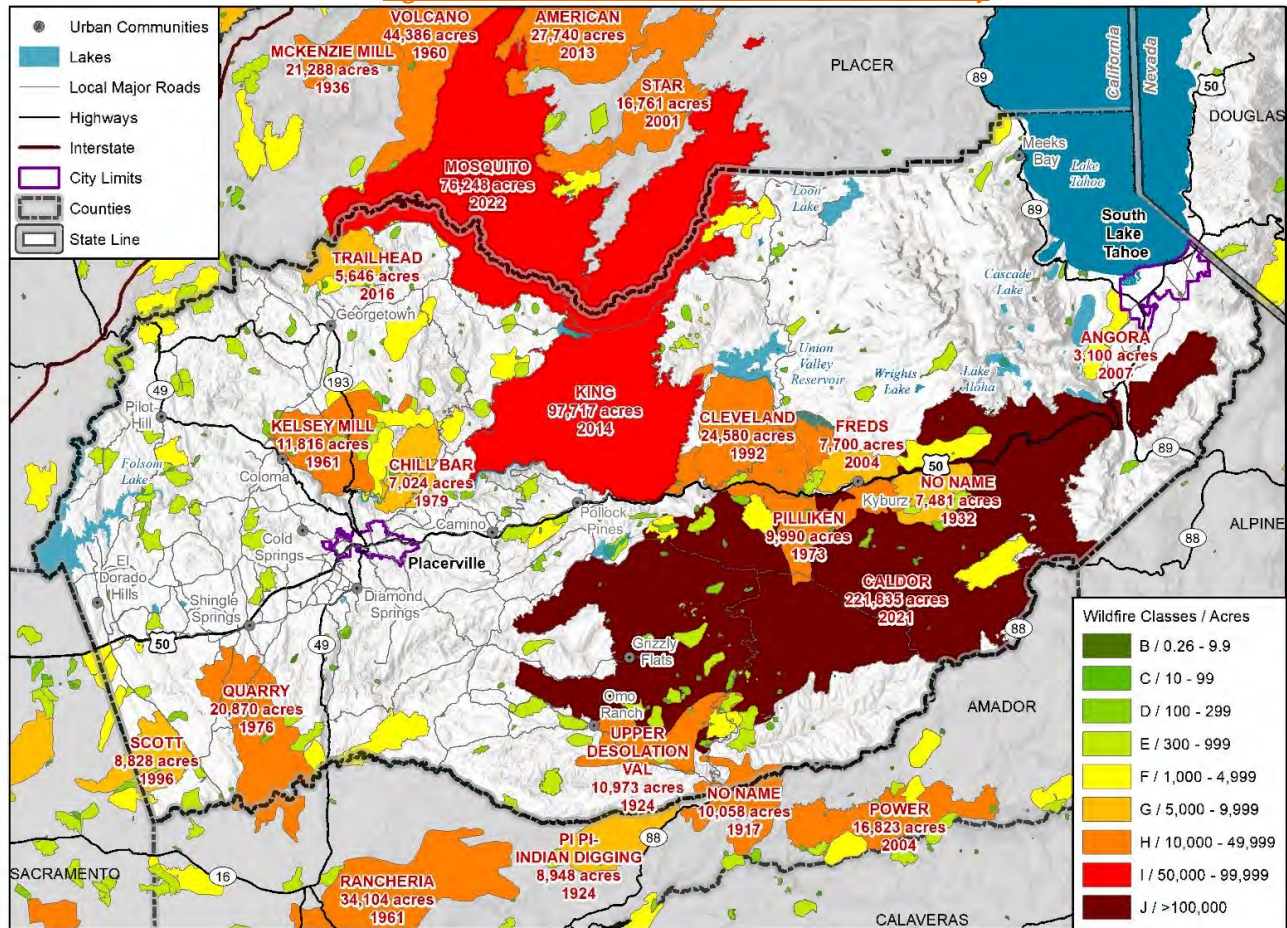 Urban Communities
Lakes
Local Major Roads
Highways
Interstate
City Limits
Counties
State Line
VOLCANO
44,386 acres
1960
AMERICAN
27,740 acres
2013
MCKENZIE MILL
21,288 acres
1936
STAR
16,761 acres
2001
PLACER
89
California
Nevada
50
DOUGLAS
Meeks
Bay
Lake
Tahoe
MOSQUITO
76,248 acres
2022
Loon
Lake
89
South
Lake
Tahoe
TRAILHEAD
5,646 acres
2016
Georgetown
Cascade
Lake
ANGORA
3,100 acres
2007
Union
Valley
Reservoir
Wrights
Lake
Lake
Aloha
49
193
Pilot
Hill
KING
97,717 acres
2014
KELSEY MILL
11,816 acres
1961
CLEVELAND
24,580 acres
1992
FREDS
7,700 acres
2004
50
89
Coloma
CHILL BAR
7,024 acres
1979
Folsom
Lake
NO NAME
7,481 acres
1932
Kyburz
Pollock
Pines
PILLIKEN
9,990 acres
1973
Camino
Cold
Springs
Placerville
ALPINE
88
El
Dorado
Hills
Shingle
Springs
Diamond
Springs
CALDOR
221,835 acres
2021
50
49
88
Grizzly
Flats
Omo
Ranch
QUARRY
20,870 acres
1976
SCOTT
8,828 acres
1996
UPPER
DESOLATION
VAL
10,973 acres
1924
AMADOR
NO NAME
10,058 acres
1917
POWER
16,823 acres
2004
PI PI-
INDIAN DIGGING
8,948 acres
1924
88
SACRAMENTO
16
RANCHERIA
34,104 acres
1961
CALAVERAS
Wildfire Classes / Acres
B / 0.26 - 9.9
C / 10 - 99
D / 100 - 299
E / 300 - 999
F / 1,000 - 4,999
G / 5,000 - 9,999
H / 10,000 - 49,999
I / 50,000 - 99,999
J / >100,000